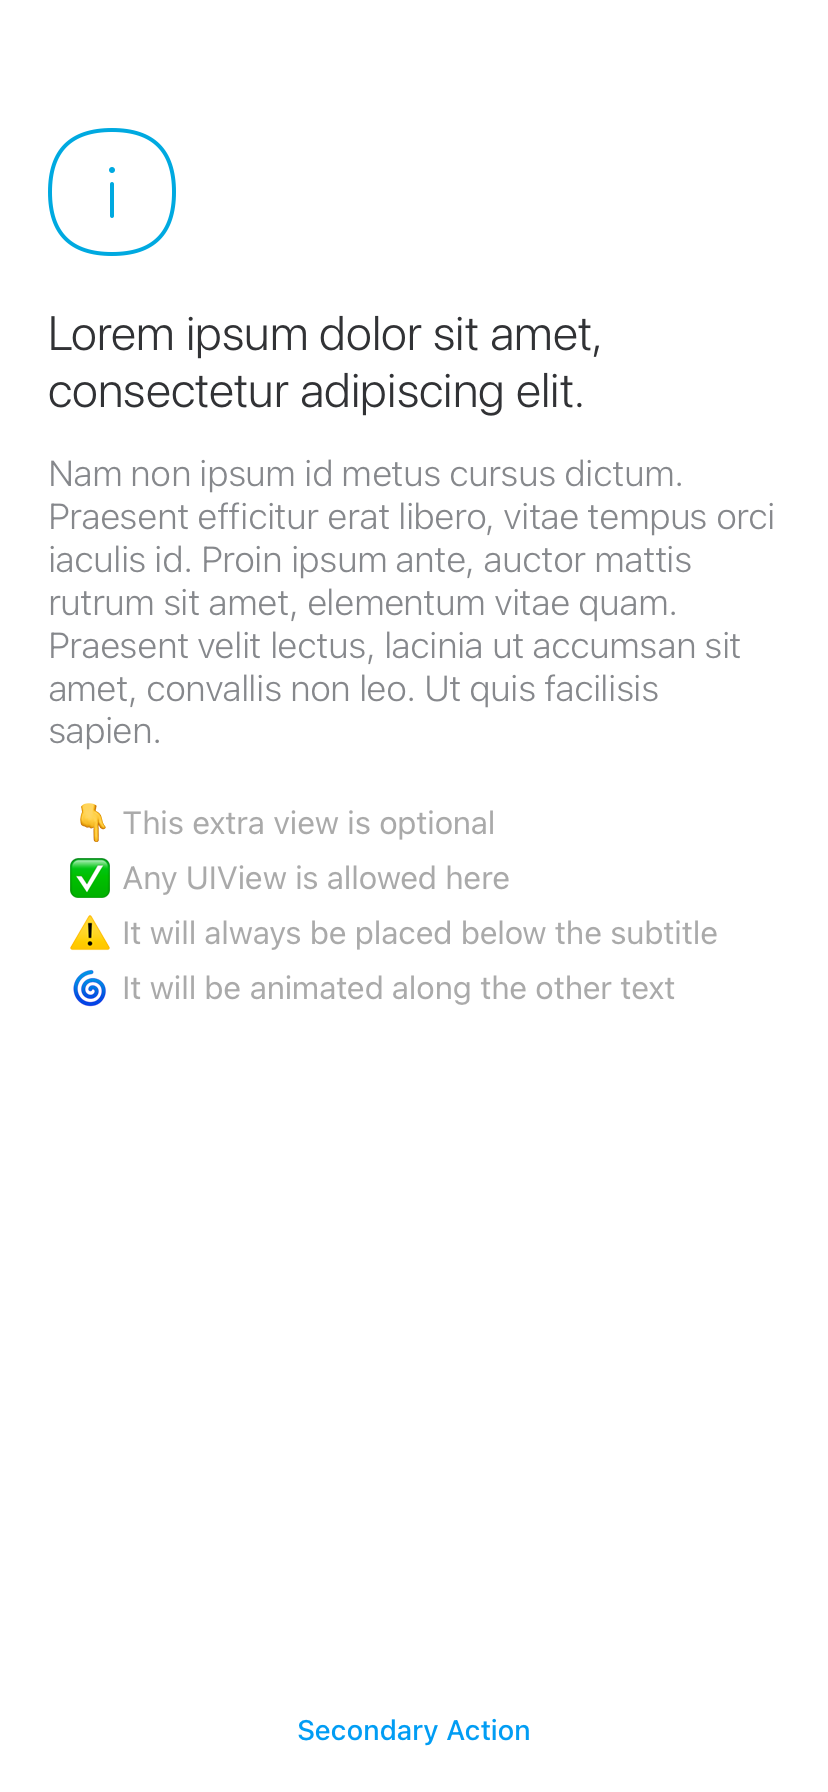 Lorem ipsum dolor sit amet,
consectetur adipiscing elit.
Nam non ipsum id metus cursus dictum.
Praesent efficitur erat libero, vitae tempus orci
iaculis id. Proin ipsum ante, auctor mattis
rutrum sit amet, elementum vitae quam.
Praesent velit lectus, lacinia ut accumsan sit
amet, convallis non leo. Ut quis facilisis
sapien.
👇 This extra view is optional
✅ Any UIView is allowed here
⚠️ It will always be placed below the subtitle
🌀 It will be animated along the other text
Secondary Action